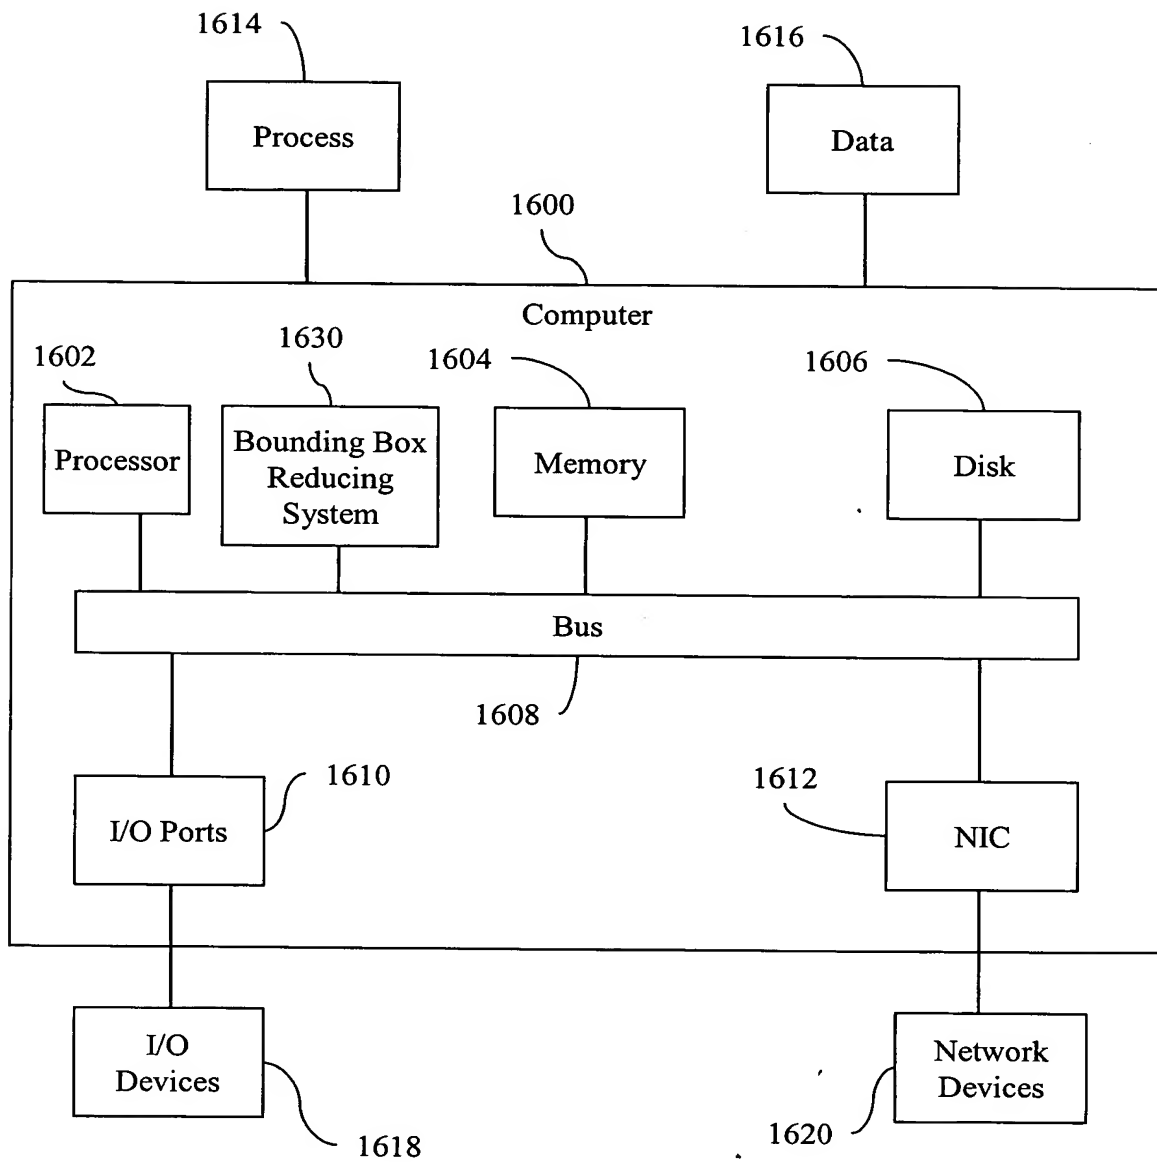 1614
1616
Process
Data
1600
Computer
1602
1630
1604
1606
Processor
Bounding Box
Reducing
System
Memory
Disk
Bus
1608
1610
1612
I/O Ports
NIC
I/O
Devices
Network
Devices
1618
1620